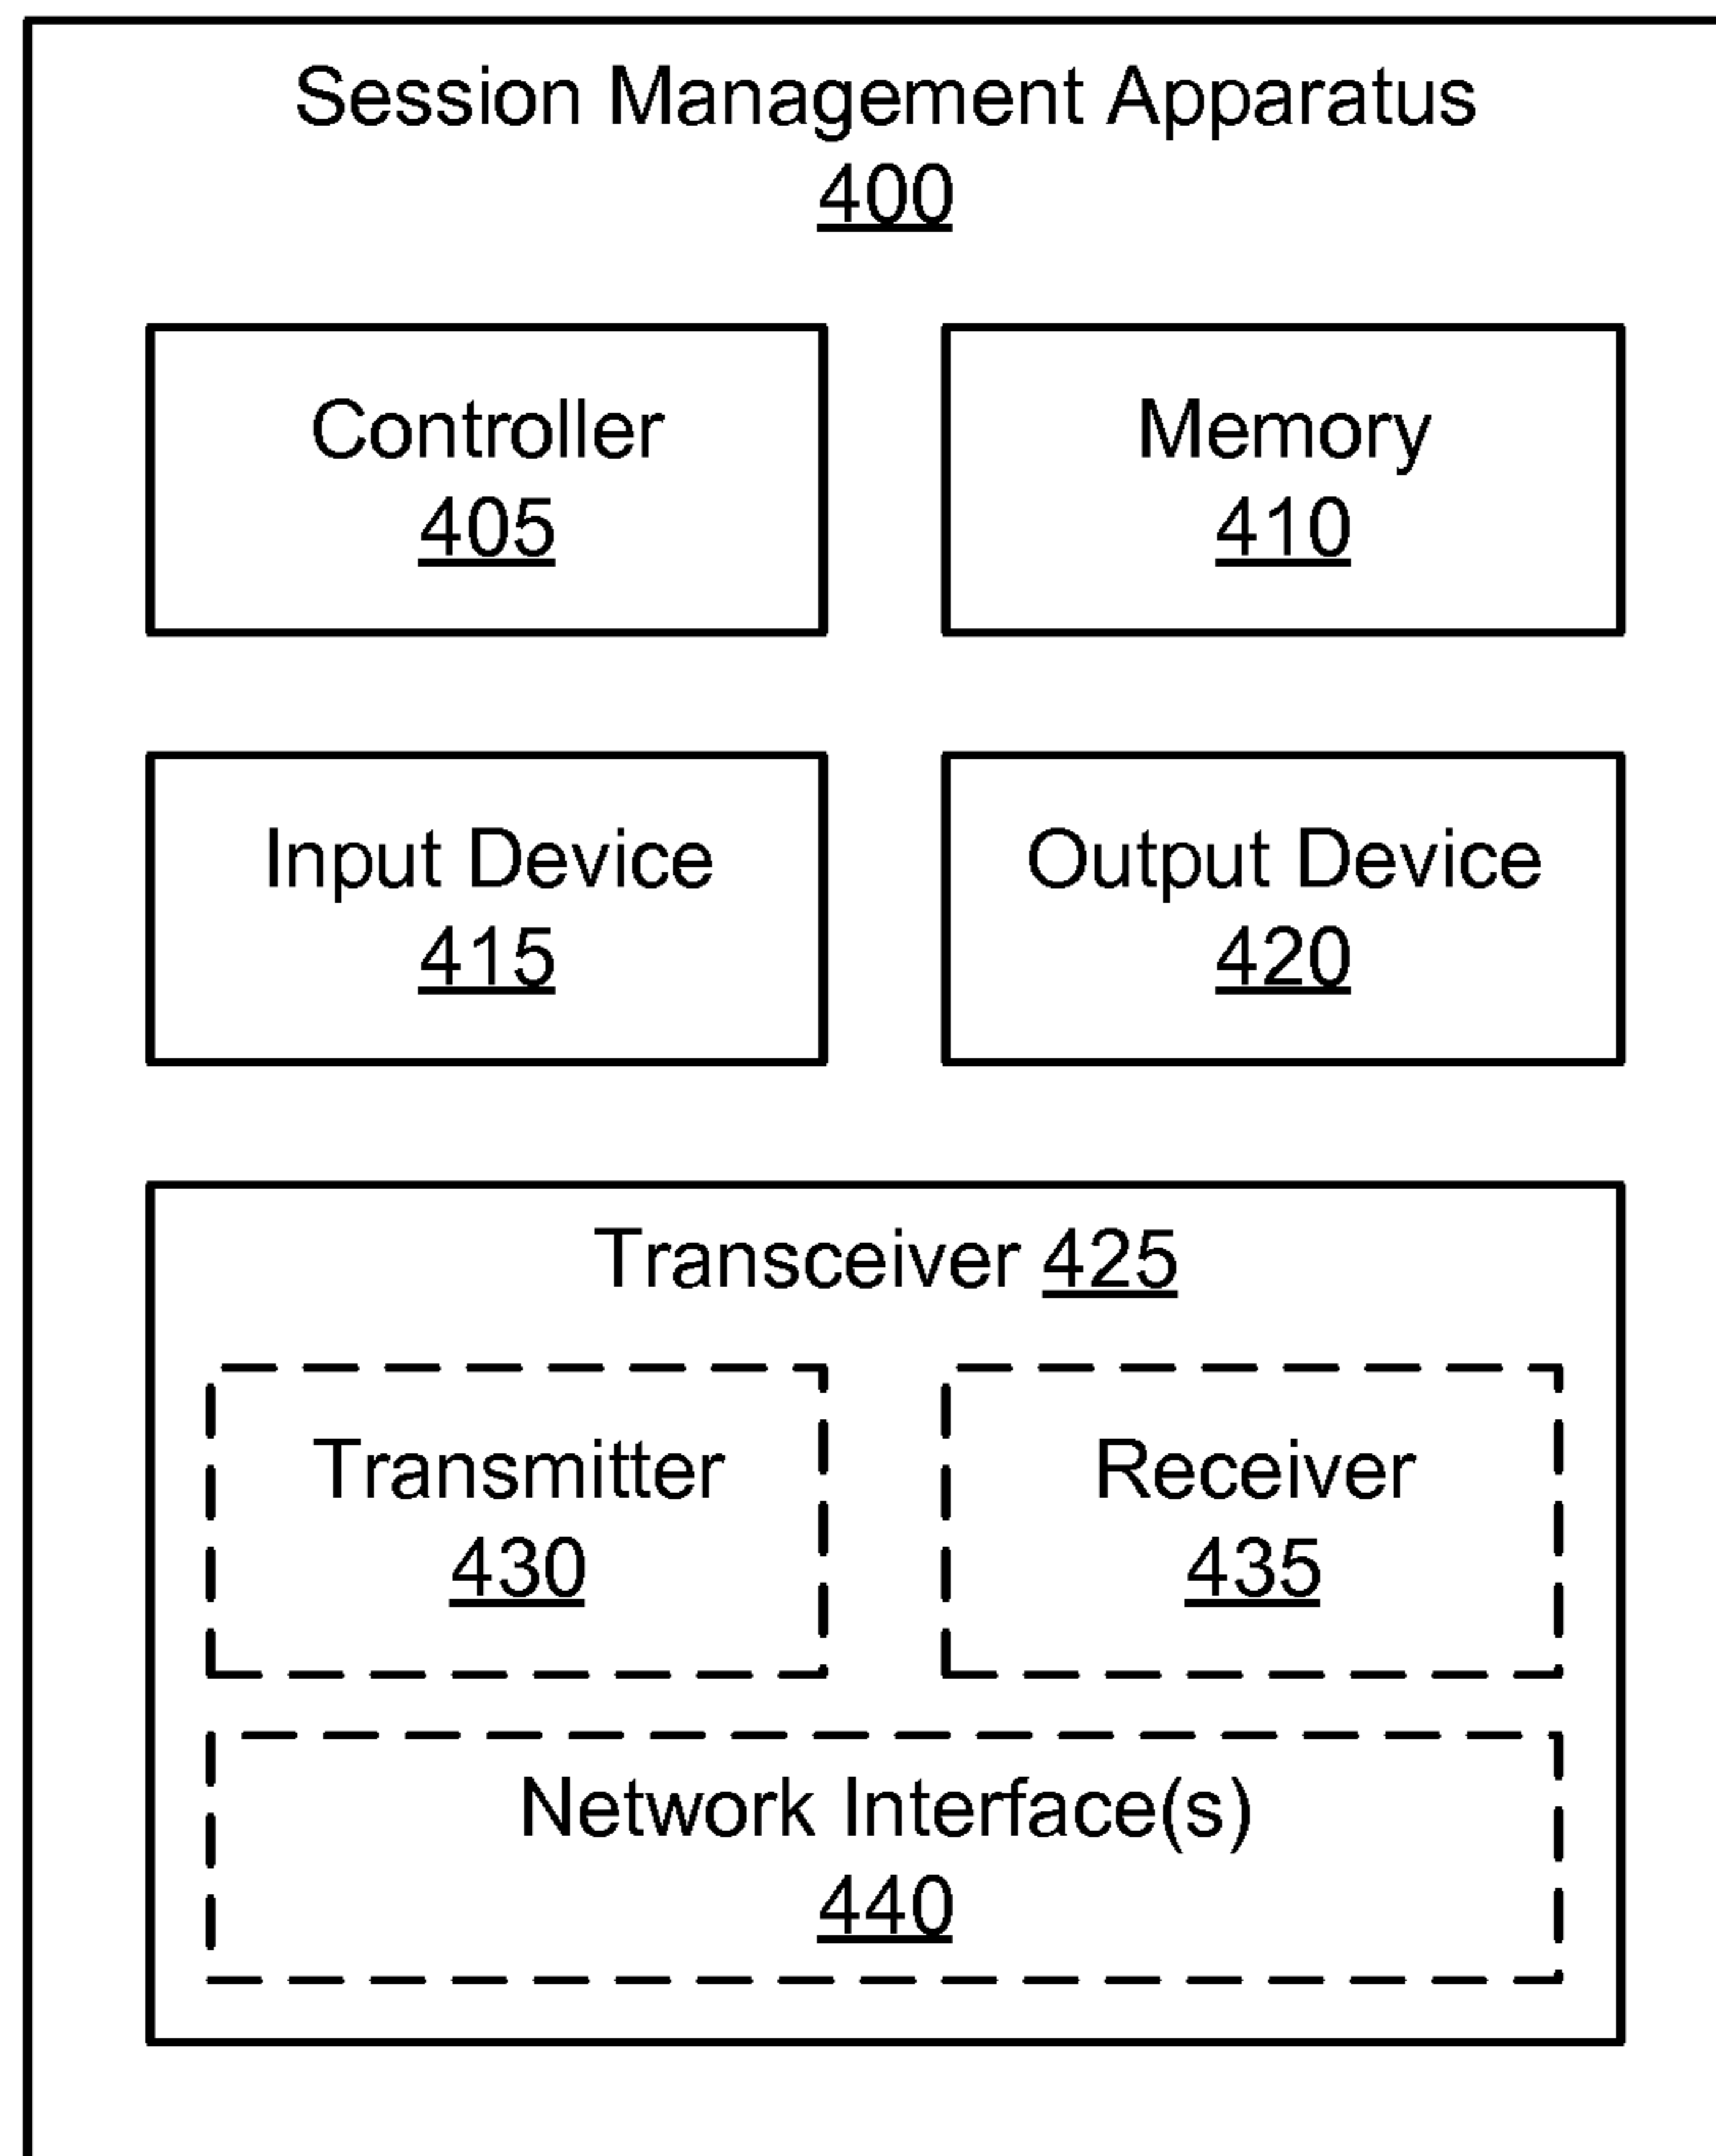 Session Management Apparatus
400
Controller
405
Memory
410
Input Device
415
Output Device
420
Transceiver 425
Transmitter
430
Receiver
435
Network Interface(s)
440